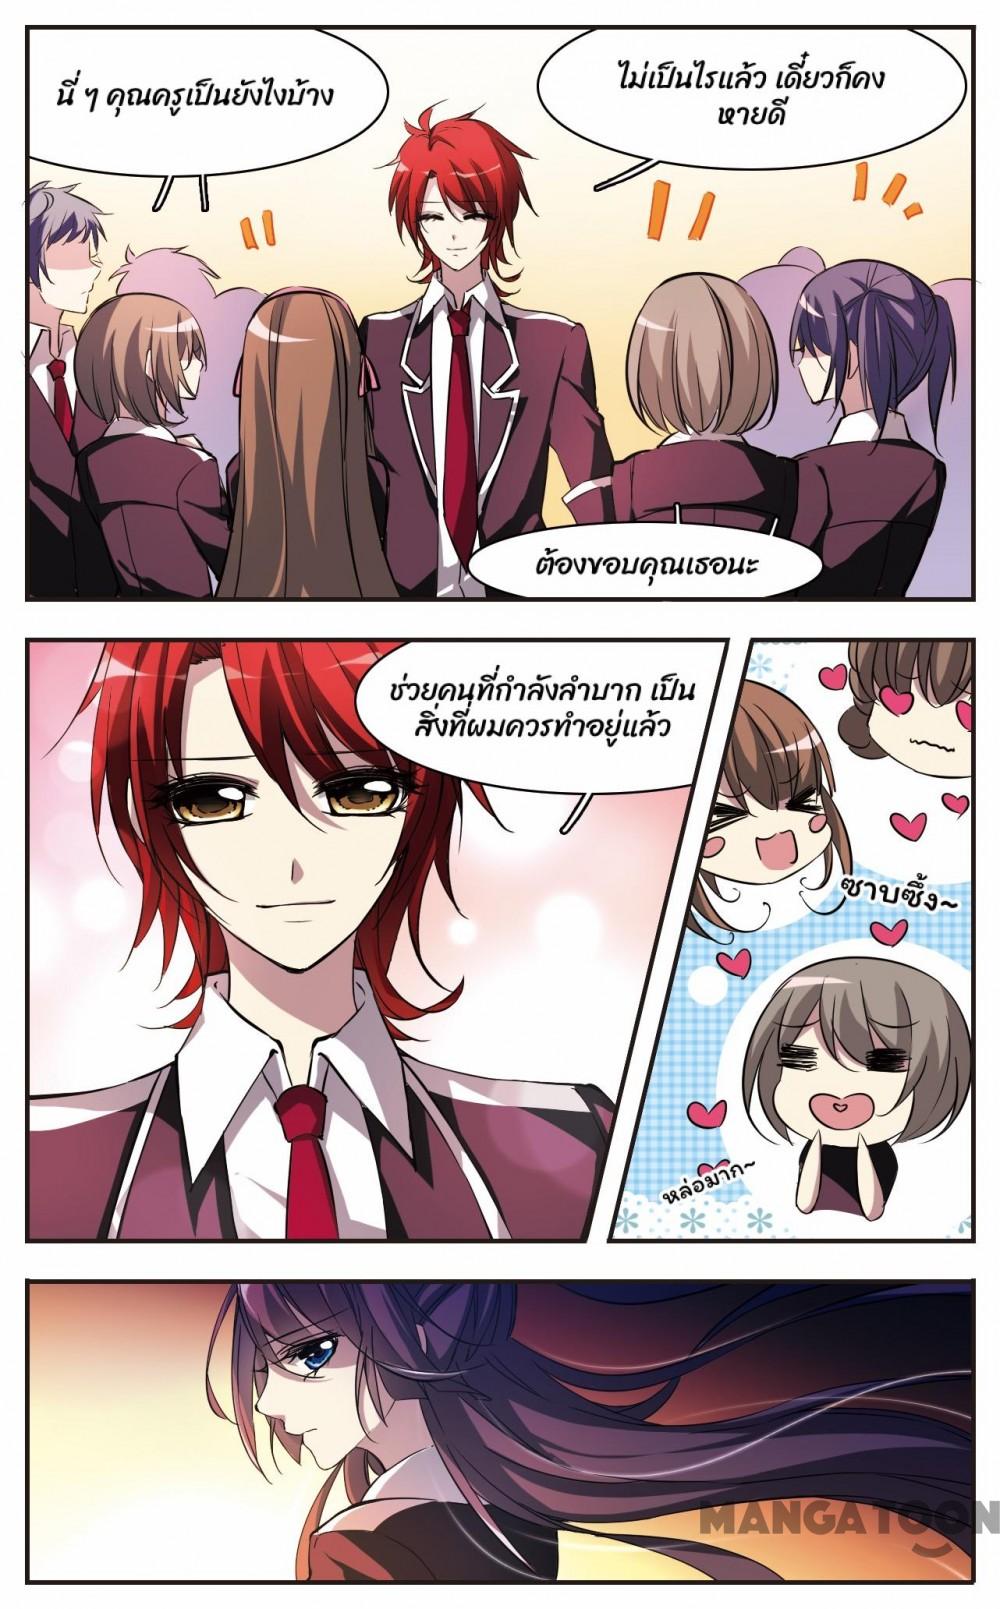 นี่ ๆ คุณครูเป็นยังไงบ้าง
ไม่เป็นไรแล้ว เดี๋ยวก็คง
หายดี
ต้องขอบคุณเธอนะ
ช่วยคนที่กำลังลำบาก เป็น
สิ่งที่ผมควรทำอยู่แล้ว
ซาบซึ้ง~
หล่อมาก~
MANGATOON